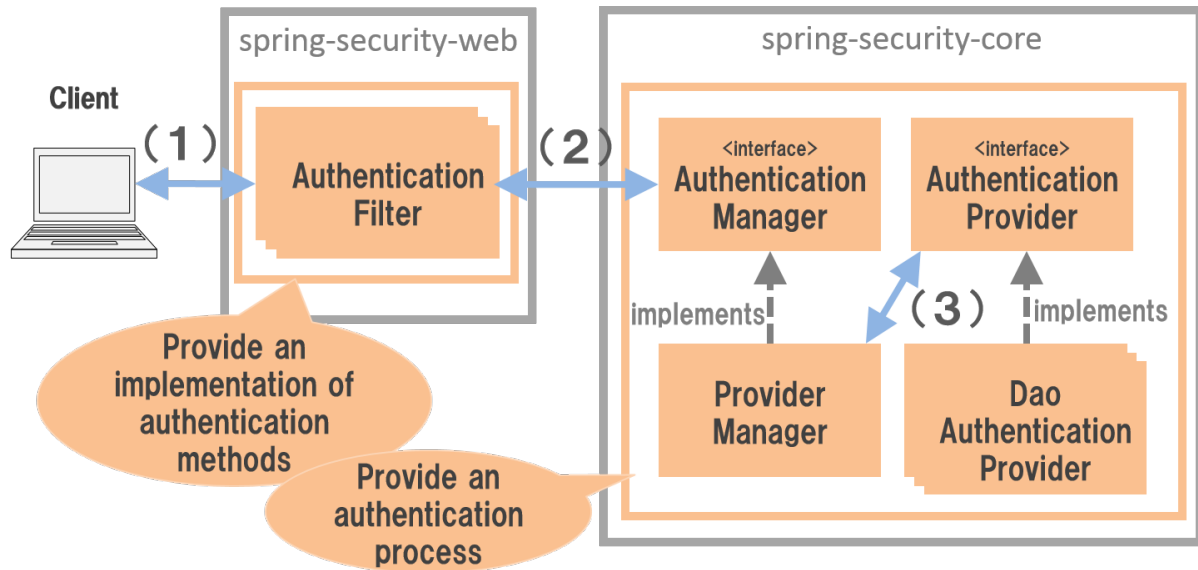 spring-security-web
spring-security-core
Client
(1)
Authentication
Filter
(2)
<interface>
Authentication
Manager
<interface>
Authentication
Provider
implements
(3)
implements
Provider
Manager
Dao
Authentication
Provider
Provide an
implementation of
authentication
methods
Provide an
authentication
process